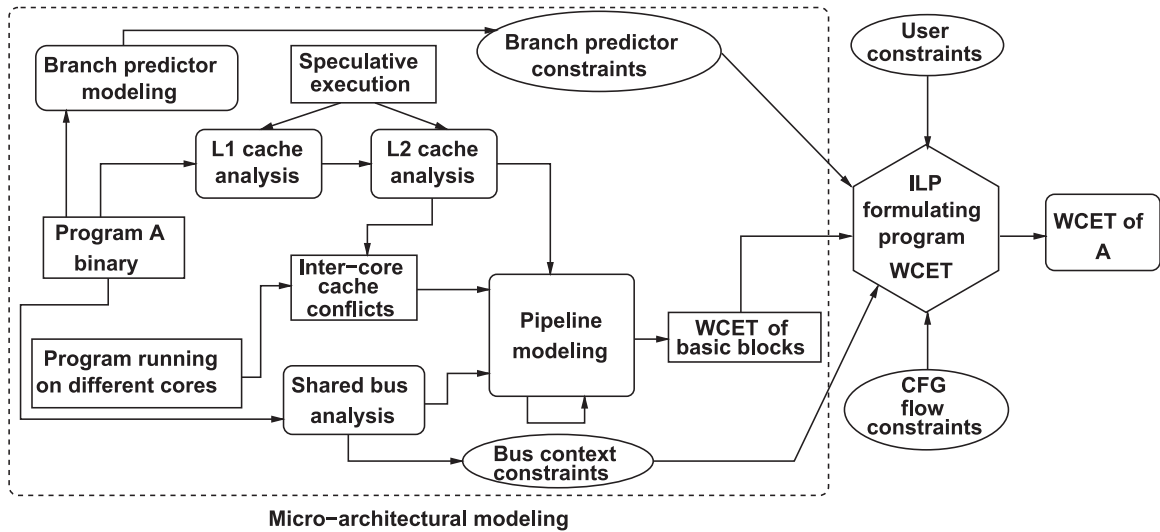 Branch predictor
modeling
Speculative
execution
Branch predictor
constraints
User
constraints
L1 cache
analysis
L2 cache
analysis
ILP
formulating
program
WCET
WCET of
A
Program A
binary
Inter-core
cache
conflicts
Pipeline
modeling
WCET of
basic blocks
Program running
on different cores
Shared bus
analysis
CFG
flow
constraints
Bus context
constraints
Micro-architectural modeling